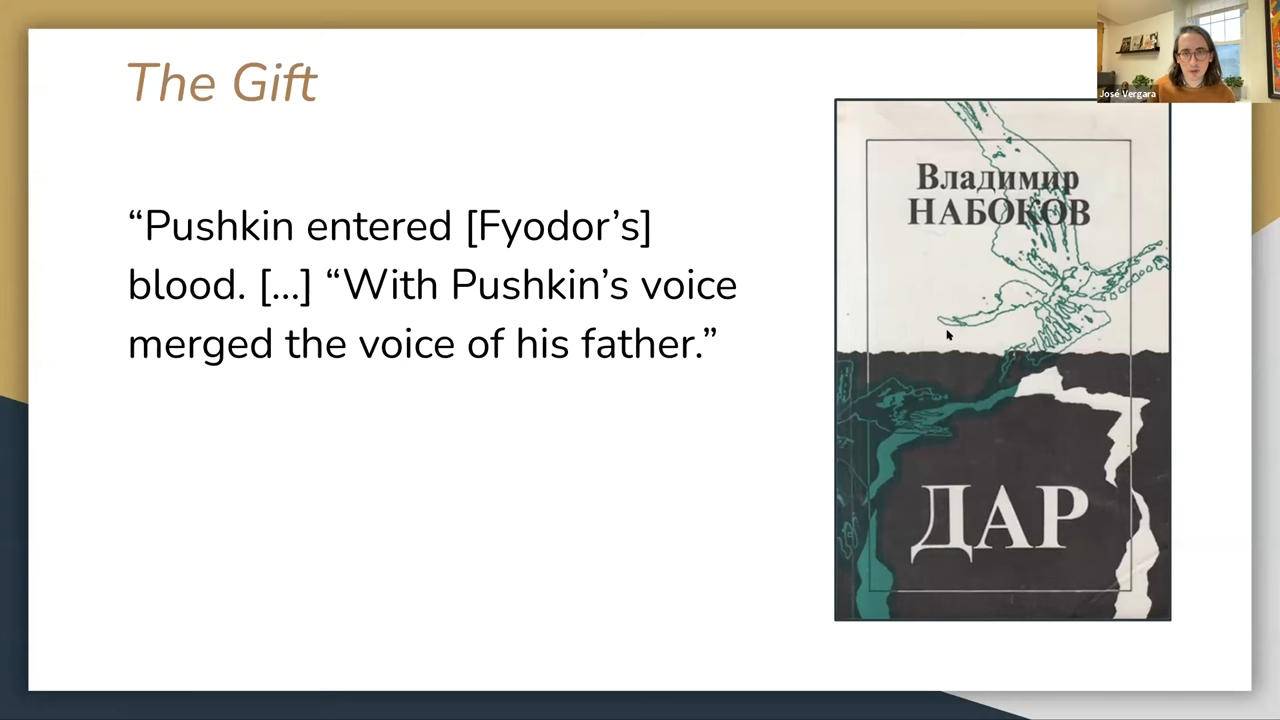 The Gift
“Pushkin entered [Fyodor’s]
blood. [...] “With Pushkin’s voice
merged the voice of his father.”
José Vergara
Владимир
НАБОКОВ
ДАР